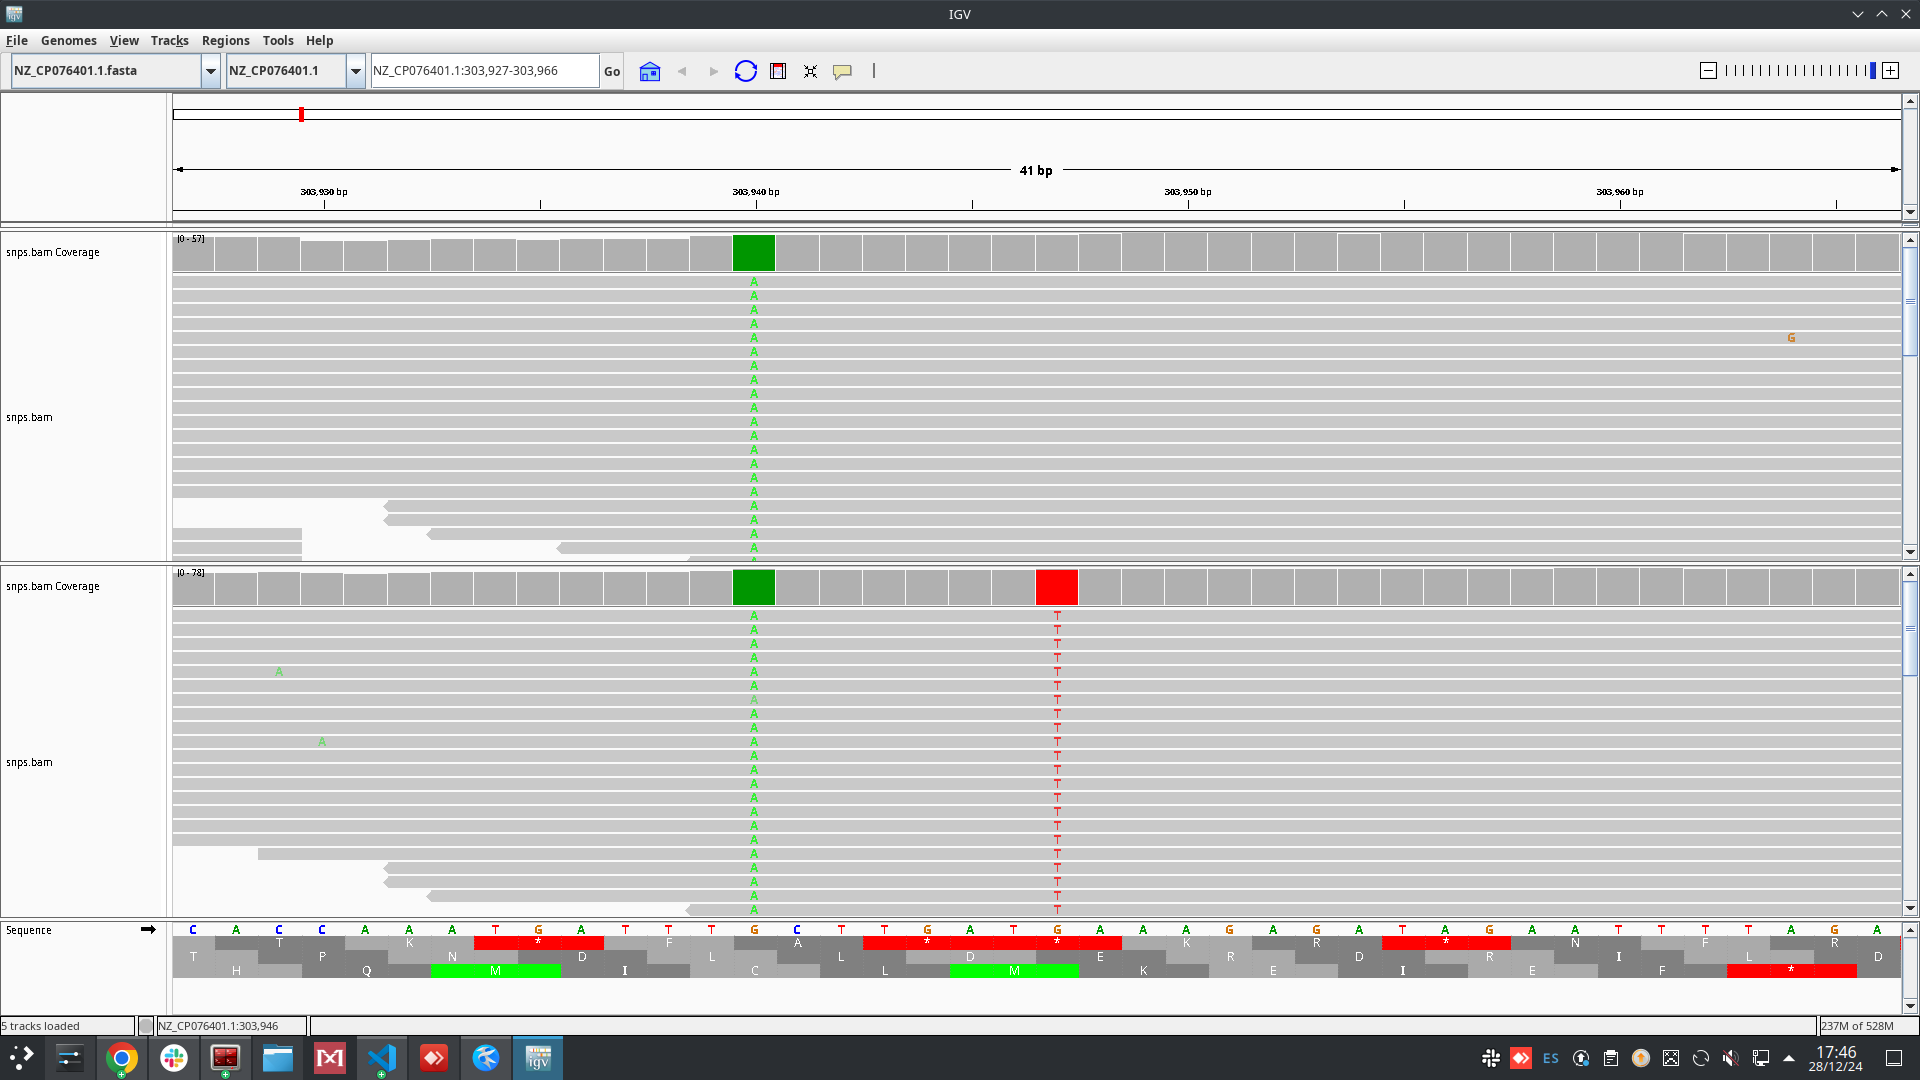 IGV
File Genomes View Tracks Regions Tools Help
NZ_CP076401.1.fasta NZ_CP076401.1 NZ_CP076401.1:303,927-303,966 Go
41 bp
303,930 bp 303,940 bp 303,950 bp 303,960 bp
[0 - 57]
snps.bam Coverage
A
A
A
A
A G
A
A
A
A
A
snps.bam
A
A
A
A
A
A
A
A
A
A
[0 - 78]
snps.bam Coverage
A T
A T
A T
A T
A A T
A T
A T
A T
A T
A A T
A T
snps.bam
A T
A T
A T
A T
A T
A T
A T
A T
A T
A T
A T
Sequence C A C C A A A T G A T T T G C T T G A T G A A A G A G A T A G A A T T T T A G A
T K * F A * * K R * N F R
T P N D L L D E R D R I L D
H Q M I C L M K E I E F *
5 tracks loaded NZ_CP076401.1:303,946 237M of 528M
igv ES 17:46
28/12/24